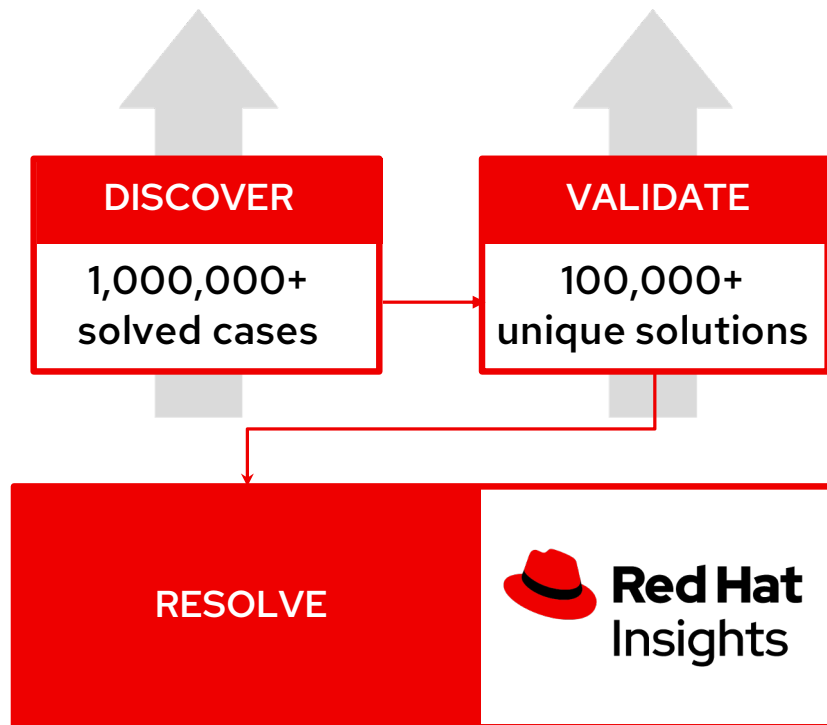 DISCOVER
1,000,000+
solved cases
VALIDATE
100,000+
unique solutions
RESOLVE
Red Hat
Insights